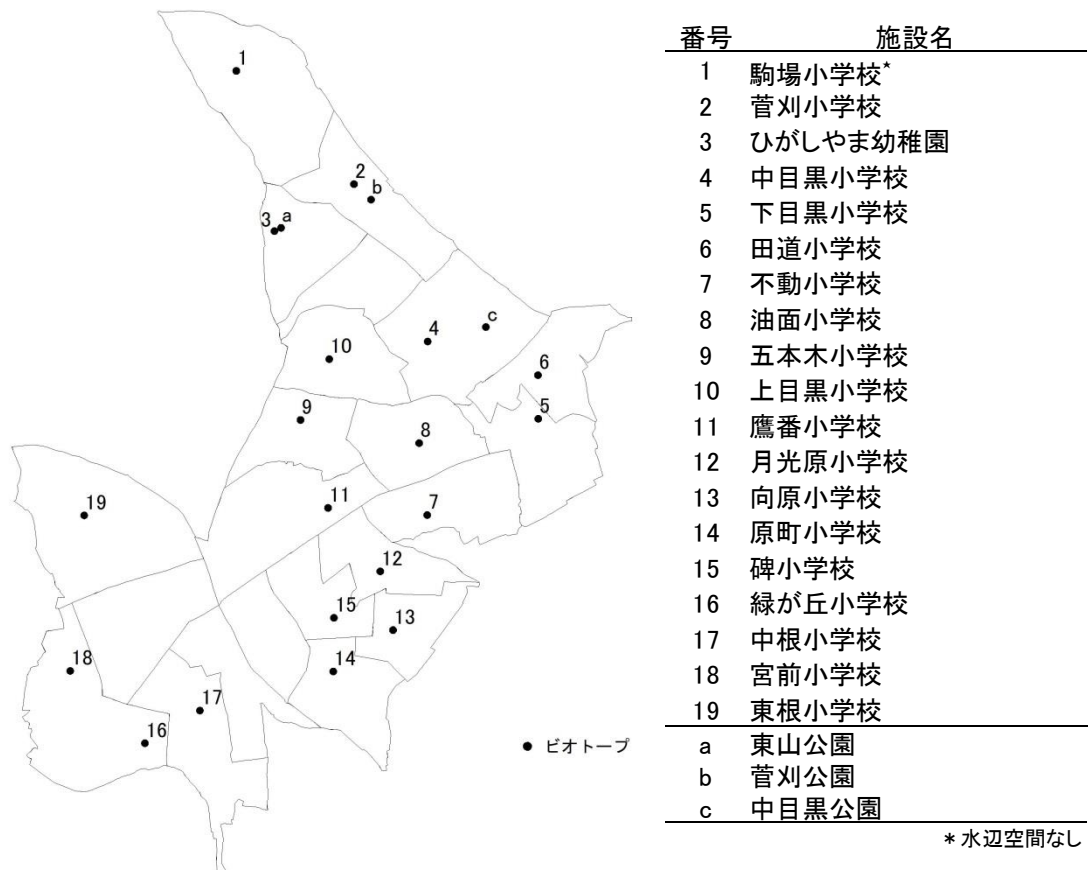 1
2
b
3 a
c
4
10
6
5
9
8
11
19
7
12
15
13
14
18
17
16
● ビオトープ
番号 施設名
1 駒場小学校*
2 菅刈小学校
3 ひがしやま幼稚園
4 中目黒小学校
5 下目黒小学校
6 田道小学校
7 不動小学校
8 油面小学校
9 五本木小学校
10 上目黒小学校
11 鷹番小学校
12 月光原小学校
13 向原小学校
14 原町小学校
15 碑小学校
16 緑が丘小学校
17 中根小学校
18 宮前小学校
19 東根小学校
a 東山公園
b 菅刈公園
c 中目黒公園
*水辺空間なし